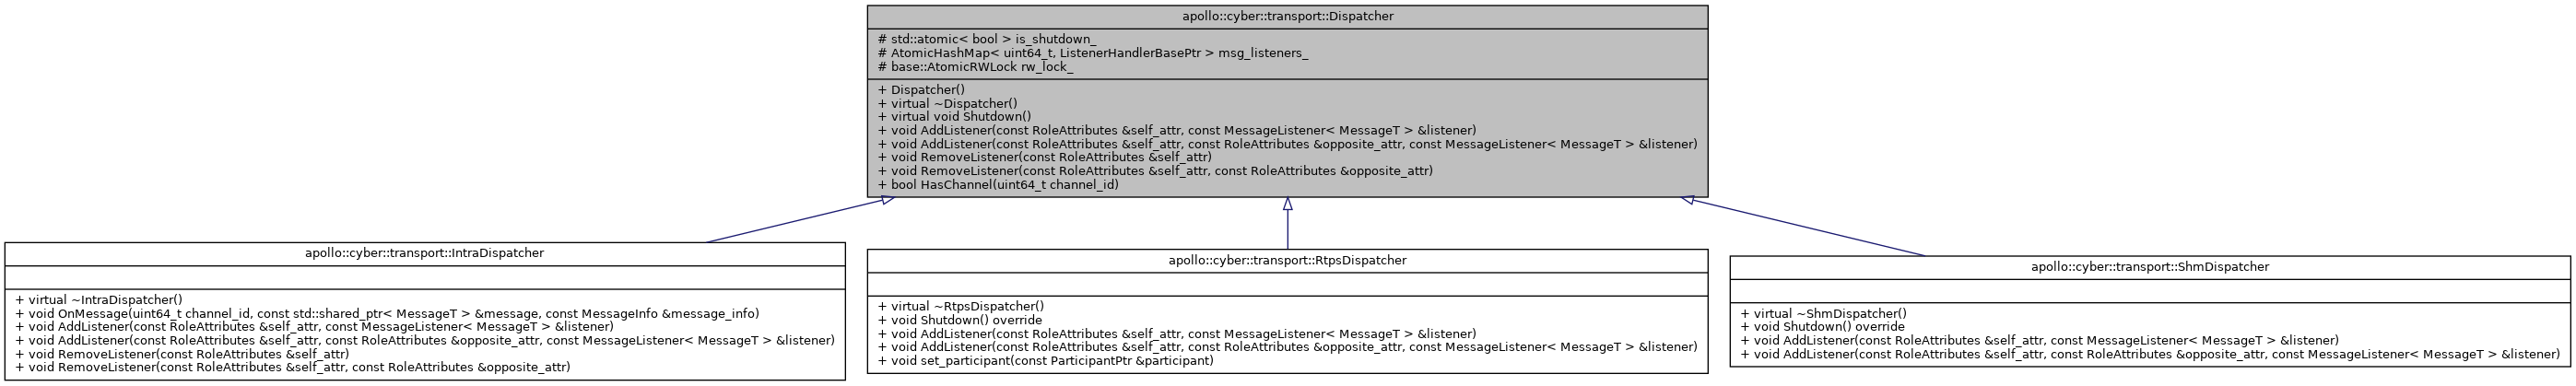 apollo::cyber::transport::Dispatcher
# std::atomic< bool > is_shutdown_
# AtomicHashMap< uint64_t, ListenerHandlerBasePtr > msg_listeners_
# base::AtomicRWLock rw_lock_
+ Dispatcher()
+ virtual ~Dispatcher()
+ virtual void Shutdown()
+ void AddListener(const RoleAttributes &self_attr, const MessageListener< MessageT > &listener)
+ void AddListener(const RoleAttributes &self_attr, const RoleAttributes &opposite_attr, const MessageListener< MessageT > &listener)
+ void RemoveListener(const RoleAttributes &self_attr)
+ void RemoveListener(const RoleAttributes &self_attr, const RoleAttributes &opposite_attr)
+ bool HasChannel(uint64_t channel_id)
apollo::cyber::transport::IntraDispatcher
+ virtual ~IntraDispatcher()
+ void OnMessage(uint64_t channel_id, const std::shared_ptr< MessageT > &message, const MessageInfo &message_info)
+ void AddListener(const RoleAttributes &self_attr, const MessageListener< MessageT > &listener)
+ void AddListener(const RoleAttributes &self_attr, const RoleAttributes &opposite_attr, const MessageListener< MessageT > &listener)
+ void RemoveListener(const RoleAttributes &self_attr)
+ void RemoveListener(const RoleAttributes &self_attr, const RoleAttributes &opposite_attr)
apollo::cyber::transport::RtpsDispatcher
+ virtual ~RtpsDispatcher()
+ void Shutdown() override
+ void AddListener(const RoleAttributes &self_attr, const MessageListener< MessageT > &listener)
+ void AddListener(const RoleAttributes &self_attr, const RoleAttributes &opposite_attr, const MessageListener< MessageT > &listener)
+ void set_participant(const ParticipantPtr &participant)
apollo::cyber::transport::ShmDispatcher
+ virtual ~ShmDispatcher()
+ void Shutdown() override
+ void AddListener(const RoleAttributes &self_attr, const MessageListener< MessageT > &listener)
+ void AddListener(const RoleAttributes &self_attr, const RoleAttributes &opposite_attr, const MessageListener< MessageT > &listener)